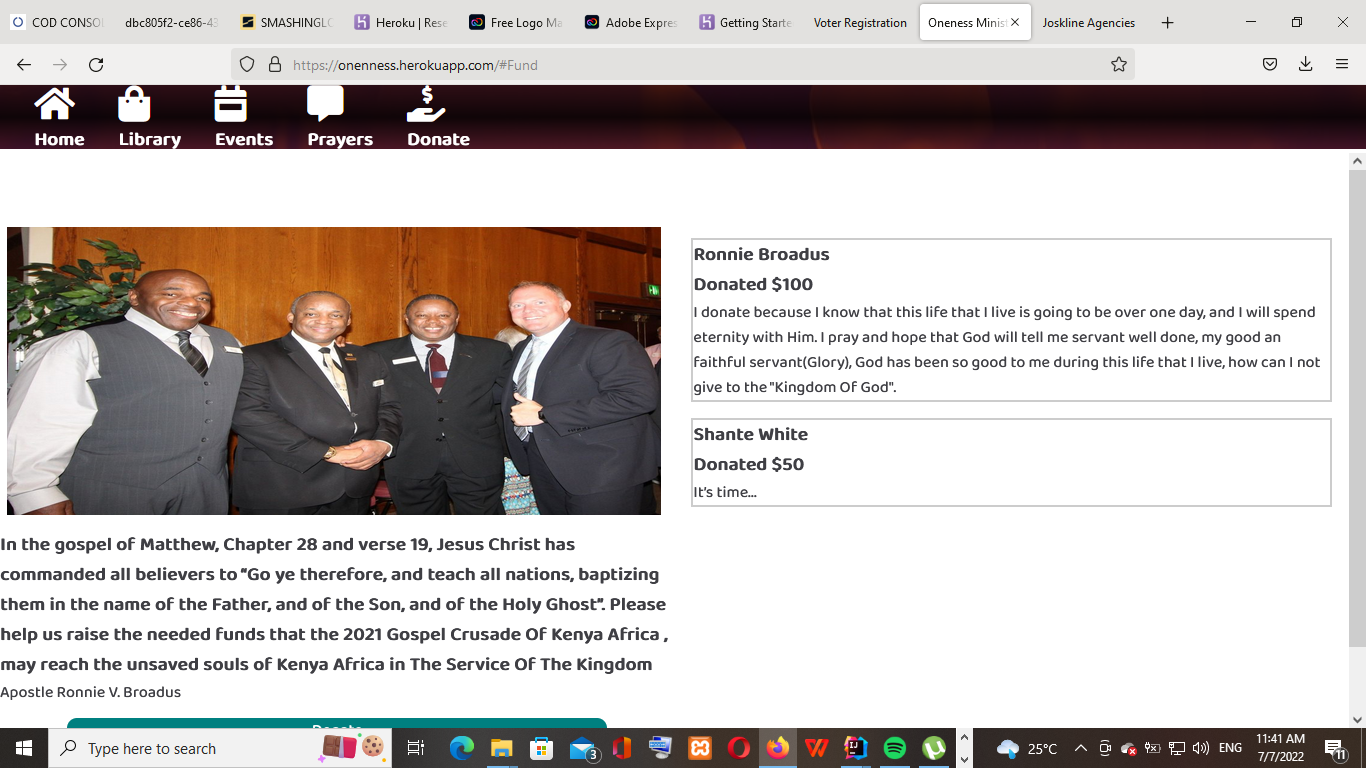 COD CONSO
dbc805f2-ce86-43
SMASHINGLO
Heroku | Rese
Free Logo Ma
Adobe Expres
Getting Starte
Voter Registration
Oneness Minist
Joskline Agencies
https://onenness.herokuapp.com/#Fund
Home Library Events Prayers Donate
Ronnie Broadus
Donated $100
I donate because I know that this life that I live is going to be over one day, and I will spend
eternity with Him. I pray and hope that God will tell me servant well done, my good an
faithful servant(Glory), God has been so good to me during this life that I live, how can I not
give to the "Kingdom Of God".
Shante White
Donated $50
It's time...
In the gospel of Matthew, Chapter 28 and verse 19, Jesus Christ has
commanded all believers to “Go ye therefore, and teach all nations, baptizing
them in the name of the Father, and of the Son, and of the Holy Ghost”. Please
help us raise the needed funds that the 2021 Gospel Crusade Of Kenya Africa ,
may reach the unsaved souls of Kenya Africa in The Service Of The Kingdom
Apostle Ronnie V. Broadus
Donate
Type here to search
3
25°C
ENG
11:41 AM
7/7/2022
11